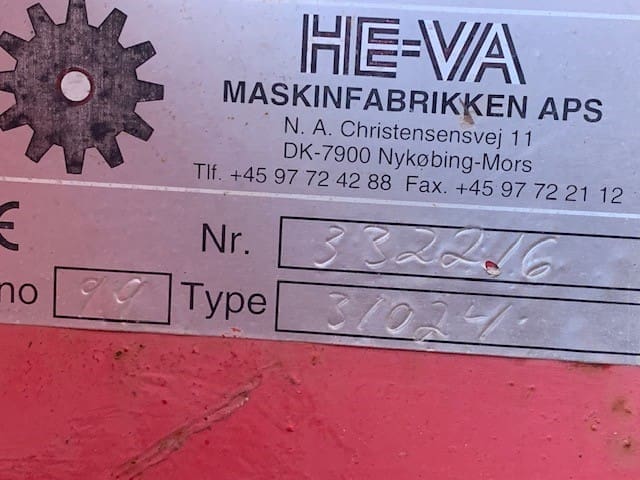 HE-VA
MASKINFABRIKKEN APS
N. A. Christensensvej 11
DK-7900 Nykøbing-Mors
Tlf. +45 97 72 42 88 Fax. +45 97 72 21 12
CE
Nr. 332216
no 99 Type 31024